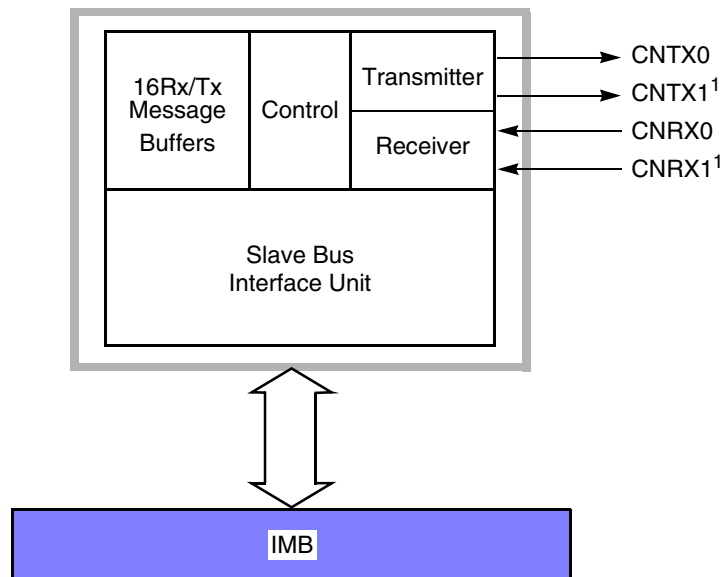 16Rx/Tx
Message
Buffers
Control
Transmitter
Receiver
CNTX0
CNTX1¹
CNRX0
CNRX1¹
Slave Bus
Interface Unit
IMB